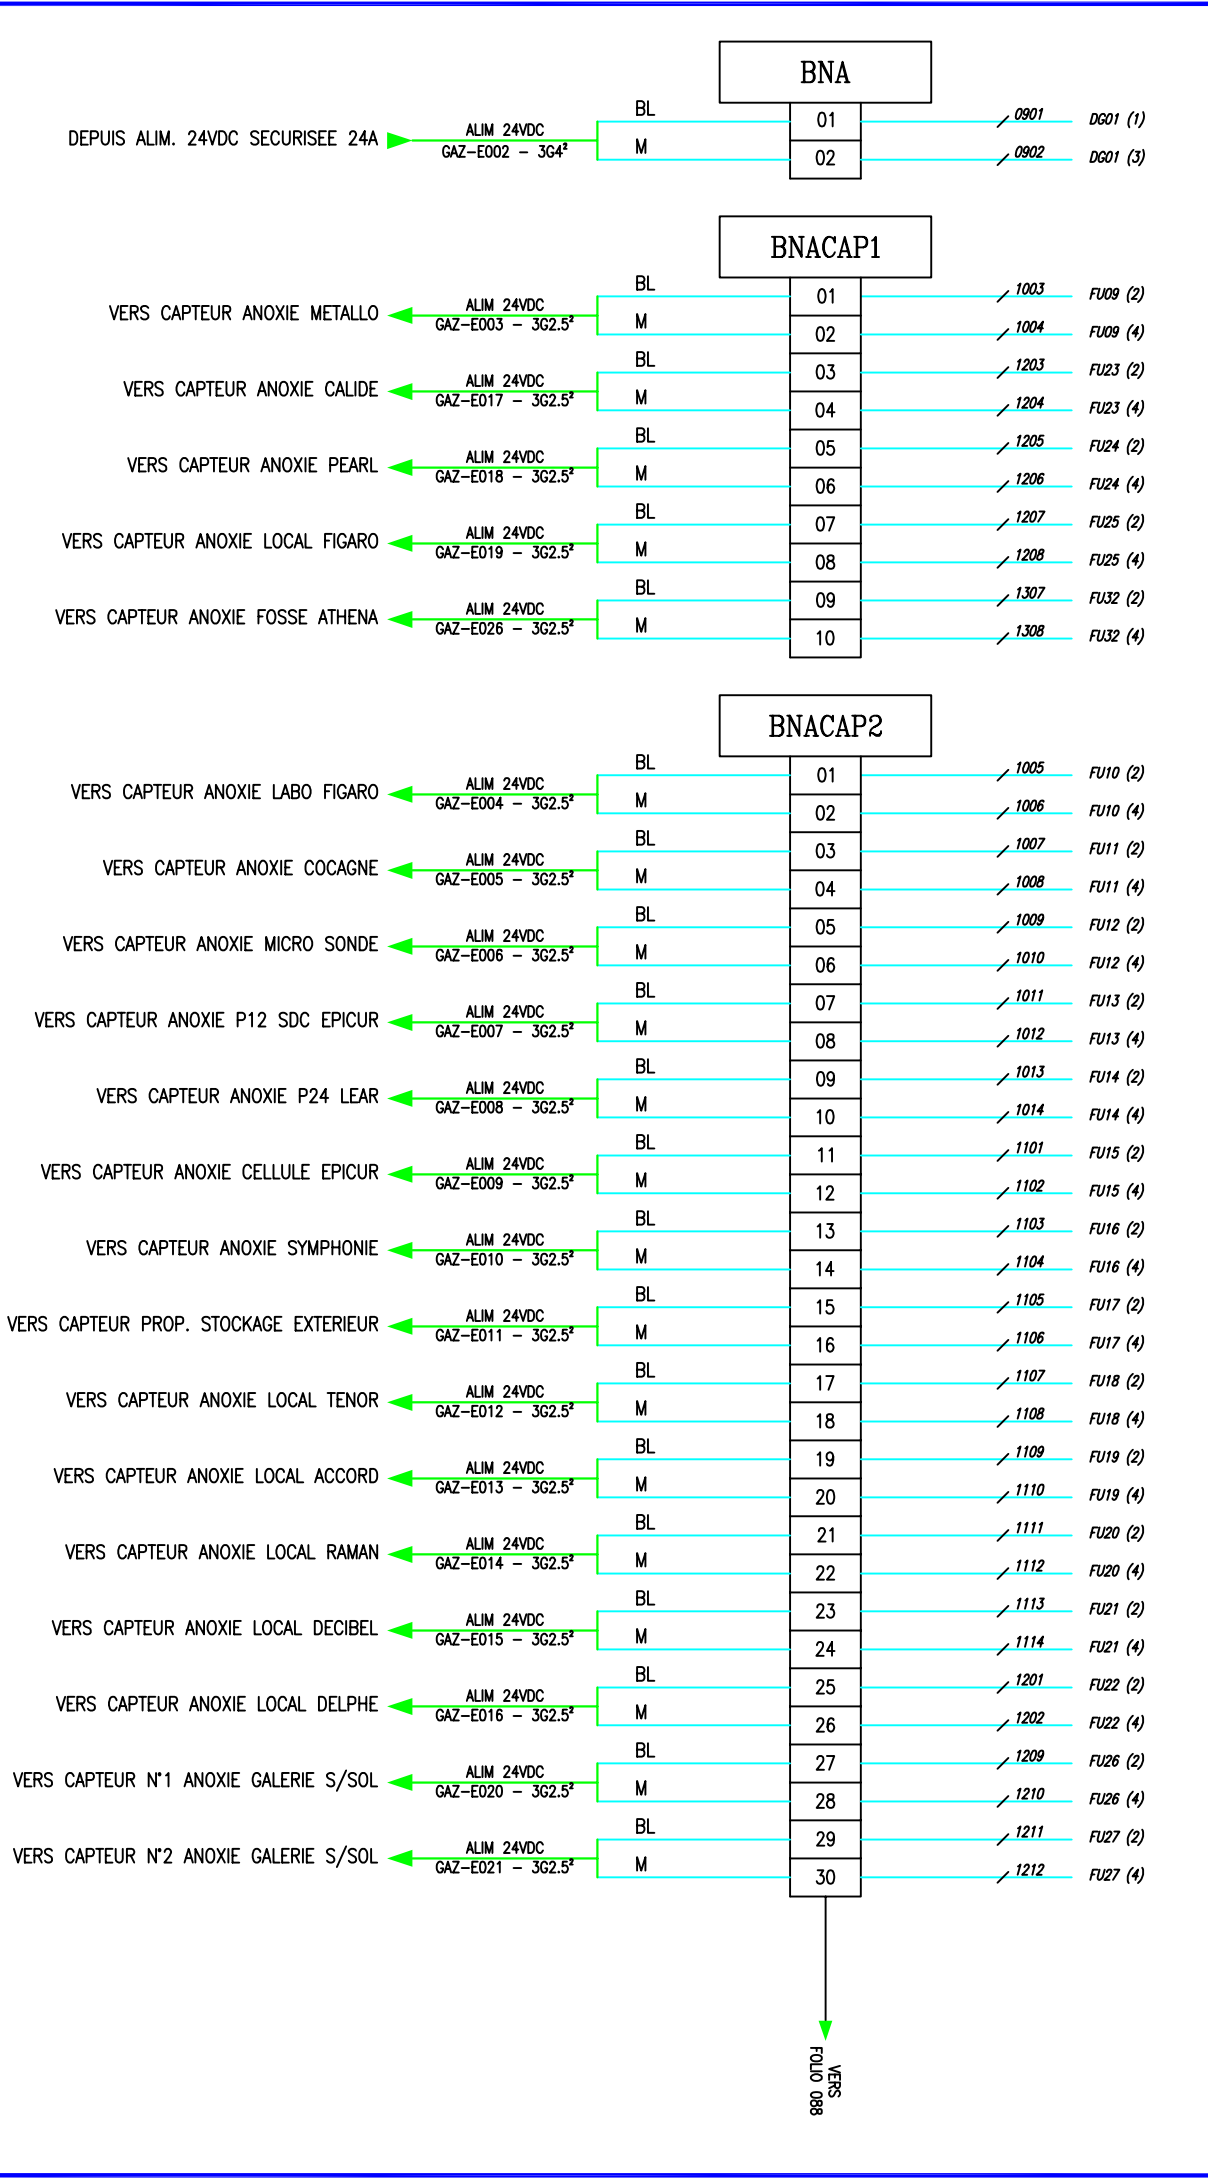 BNA
BL 01 0901 DG01 (1)
DEPUIS ALIM. 24VDC SECURISEE 24A ALIM 24VDC
GAZ-E002 - 3G4²
M 02 0902 DG01 (3)
BNACAP1
BL 01 1003 FU09 (2)
VERS CAPTEUR ANOXIE METALLO ALIM 24VDC
GAZ-E003 - 3G2.5²
M 02 1004 FU09 (4)
BL 03 1203 FU23 (2)
VERS CAPTEUR ANOXIE CALIDE ALIM 24VDC
GAZ-E017 - 3G2.5²
M 04 1204 FU23 (4)
BL 05 1205 FU24 (2)
VERS CAPTEUR ANOXIE PEARL ALIM 24VDC
GAZ-E018 - 3G2.5²
M 06 1206 FU24 (4)
BL 07 1207 FU25 (2)
VERS CAPTEUR ANOXIE LOCAL FIGARO ALIM 24VDC
GAZ-E019 - 3G2.5²
M 08 1208 FU25 (4)
BL 09 1307 FU32 (2)
VERS CAPTEUR ANOXIE FOSSE ATHENA ALIM 24VDC
GAZ-E026 - 3G2.5²
M 10 1308 FU32 (4)
BNACAP2
BL 01 1005 FU10 (2)
VERS CAPTEUR ANOXIE LABO FIGARO ALIM 24VDC
GAZ-E004 - 3G2.5²
M 02 1006 FU10 (4)
BL 03 1007 FU11 (2)
VERS CAPTEUR ANOXIE COCAGNE ALIM 24VDC
GAZ-E005 - 3G2.5²
M 04 1008 FU11 (4)
BL 05 1009 FU12 (2)
VERS CAPTEUR ANOXIE MICRO SONDE ALIM 24VDC
GAZ-E006 - 3G2.5²
M 06 1010 FU12 (4)
BL 07 1011 FU13 (2)
VERS CAPTEUR ANOXIE P12 SDC EPICUR ALIM 24VDC
GAZ-E007 - 3G2.5²
M 08 1012 FU13 (4)
BL 09 1013 FU14 (2)
VERS CAPTEUR ANOXIE P24 LEAR ALIM 24VDC
GAZ-E008 - 3G2.5²
M 10 1014 FU14 (4)
BL 11 1101 FU15 (2)
VERS CAPTEUR ANOXIE CELLULE EPICUR ALIM 24VDC
GAZ-E009 - 3G2.5²
M 12 1102 FU15 (4)
BL 13 1103 FU16 (2)
VERS CAPTEUR ANOXIE SYMPHONIE ALIM 24VDC
GAZ-E010 - 3G2.5²
M 14 1104 FU16 (4)
BL 15 1105 FU17 (2)
VERS CAPTEUR PROP. STOCKAGE EXTERIEUR ALIM 24VDC
GAZ-E011 - 3G2.5²
M 16 1106 FU17 (4)
BL 17 1107 FU18 (2)
VERS CAPTEUR ANOXIE LOCAL TENOR ALIM 24VDC
GAZ-E012 - 3G2.5²
M 18 1108 FU18 (4)
BL 19 1109 FU19 (2)
VERS CAPTEUR ANOXIE LOCAL ACCORD ALIM 24VDC
GAZ-E013 - 3G2.5²
M 20 1110 FU19 (4)
BL 21 1111 FU20 (2)
VERS CAPTEUR ANOXIE LOCAL RAMAN ALIM 24VDC
GAZ-E014 - 3G2.5²
M 22 1112 FU20 (4)
BL 23 1113 FU21 (2)
VERS CAPTEUR ANOXIE LOCAL DECIBEL ALIM 24VDC
GAZ-E015 - 3G2.5²
M 24 1114 FU21 (4)
BL 25 1201 FU22 (2)
VERS CAPTEUR ANOXIE LOCAL DELPHE ALIM 24VDC
GAZ-E016 - 3G2.5²
M 26 1202 FU22 (4)
BL 27 1209 FU26 (2)
VERS CAPTEUR N°1 ANOXIE GALERIE S/SOL ALIM 24VDC
GAZ-E020 - 3G2.5²
M 28 1210 FU26 (4)
BL 29 1211 FU27 (2)
VERS CAPTEUR N°2 ANOXIE GALERIE S/SOL ALIM 24VDC
GAZ-E021 - 3G2.5²
M 30 1212 FU27 (4)
VERS
FOLIO 088